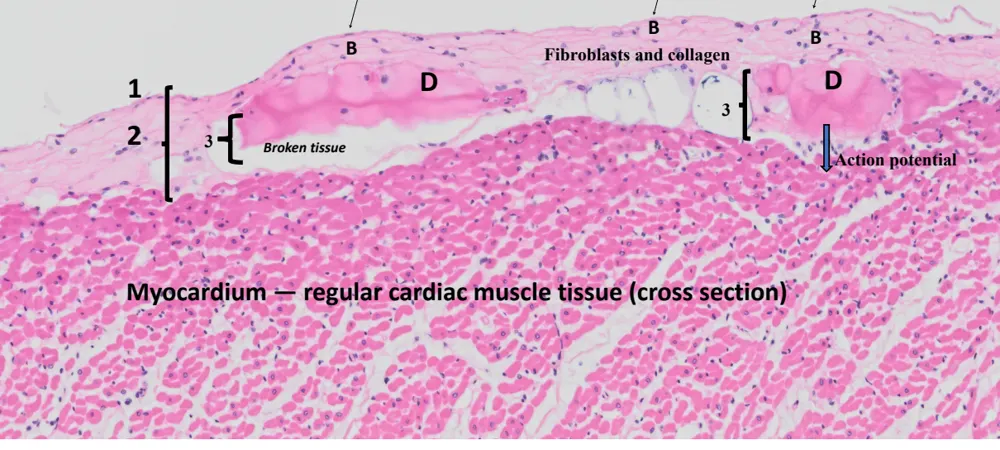 B
B
B
Fibroblasts and collagen
D
D
1
3
2
3
Broken tissue
Action potential
Myocardium — regular cardiac muscle tissue (cross section)